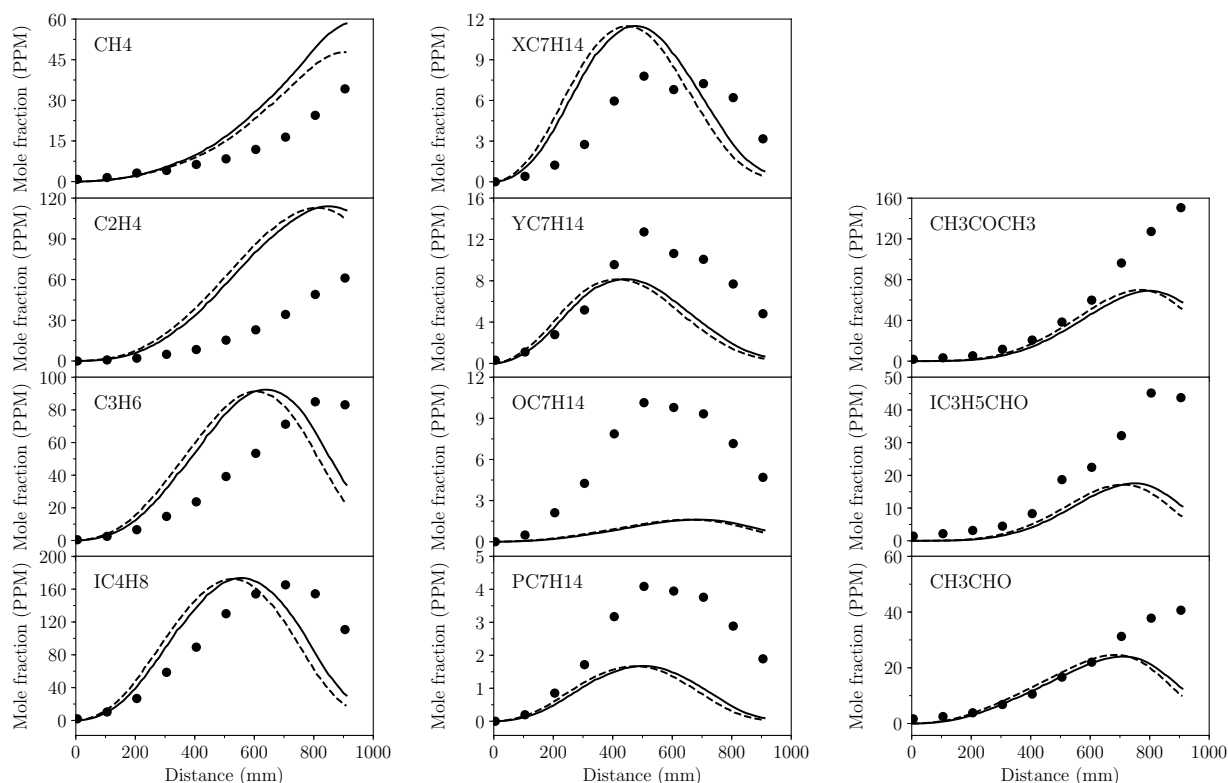 CH4
Mole fraction (PPM)
0
15
30
45
60
C2H4
Mole fraction (PPM)
0
30
60
90
120
C3H6
Mole fraction (PPM)
0
20
40
60
80
100
IC4H8
Mole fraction (PPM)
0
40
80
120
160
200
0 200 400 600 800 1000
Distance (mm)
XC7H14
Mole fraction (PPM)
0
3
6
9
12
YC7H14
Mole fraction (PPM)
0
4
8
12
16
OC7H14
Mole fraction (PPM)
0
3
6
9
12
PC7H14
Mole fraction (PPM)
0
1
2
3
4
5
0 200 400 600 800 1000
Distance (mm)
CH3COCH3
Mole fraction (PPM)
0
40
80
120
160
IC3H5CHO
Mole fraction (PPM)
0
10
20
30
40
50
CH3CHO
Mole fraction (PPM)
0
20
40
60
0 200 400 600 800 1000
Distance (mm)